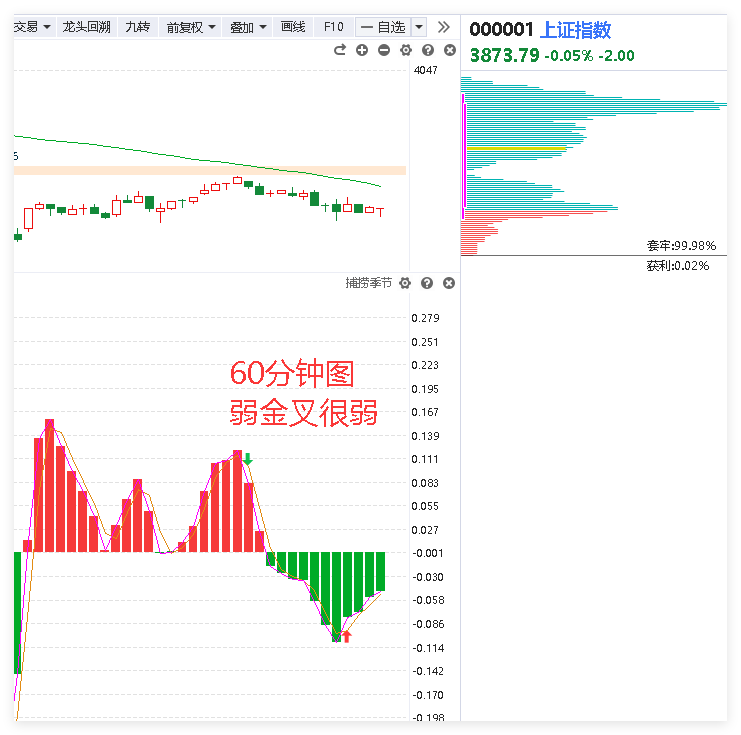 交易 龙头回溯 九转 前复权 叠加 画线 F10 一 自选
000001 上证指数
3873.79 -0.05% -2.00
4047
6
套牢:99.98%
获利:0.02%
捕捞季节
0.279
0.251
0.223
60分钟图
0.195
弱金叉很弱
0.167
0.139
0.111
0.083
0.055
0.027
-0.001
-0.030
-0.058
-0.086
-0.114
-0.142
-0.170
-0.198